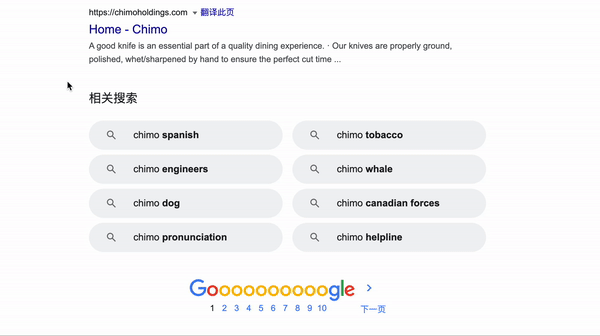 https://chimoholdings.com 翻译此页
Home - Chimo
A good knife is an essential part of a quality dining experience. · Our knives are properly ground,
polished, whet/sharpened by hand to ensure the perfect cut time ...
相关搜索
chimo spanish
chimo tobacco
chimo engineers
chimo whale
chimo dog
chimo canadian forces
chimo pronunciation
chimo helpline
Goooooooooogle
1 2 3 4 5 6 7 8 9 10 下一页